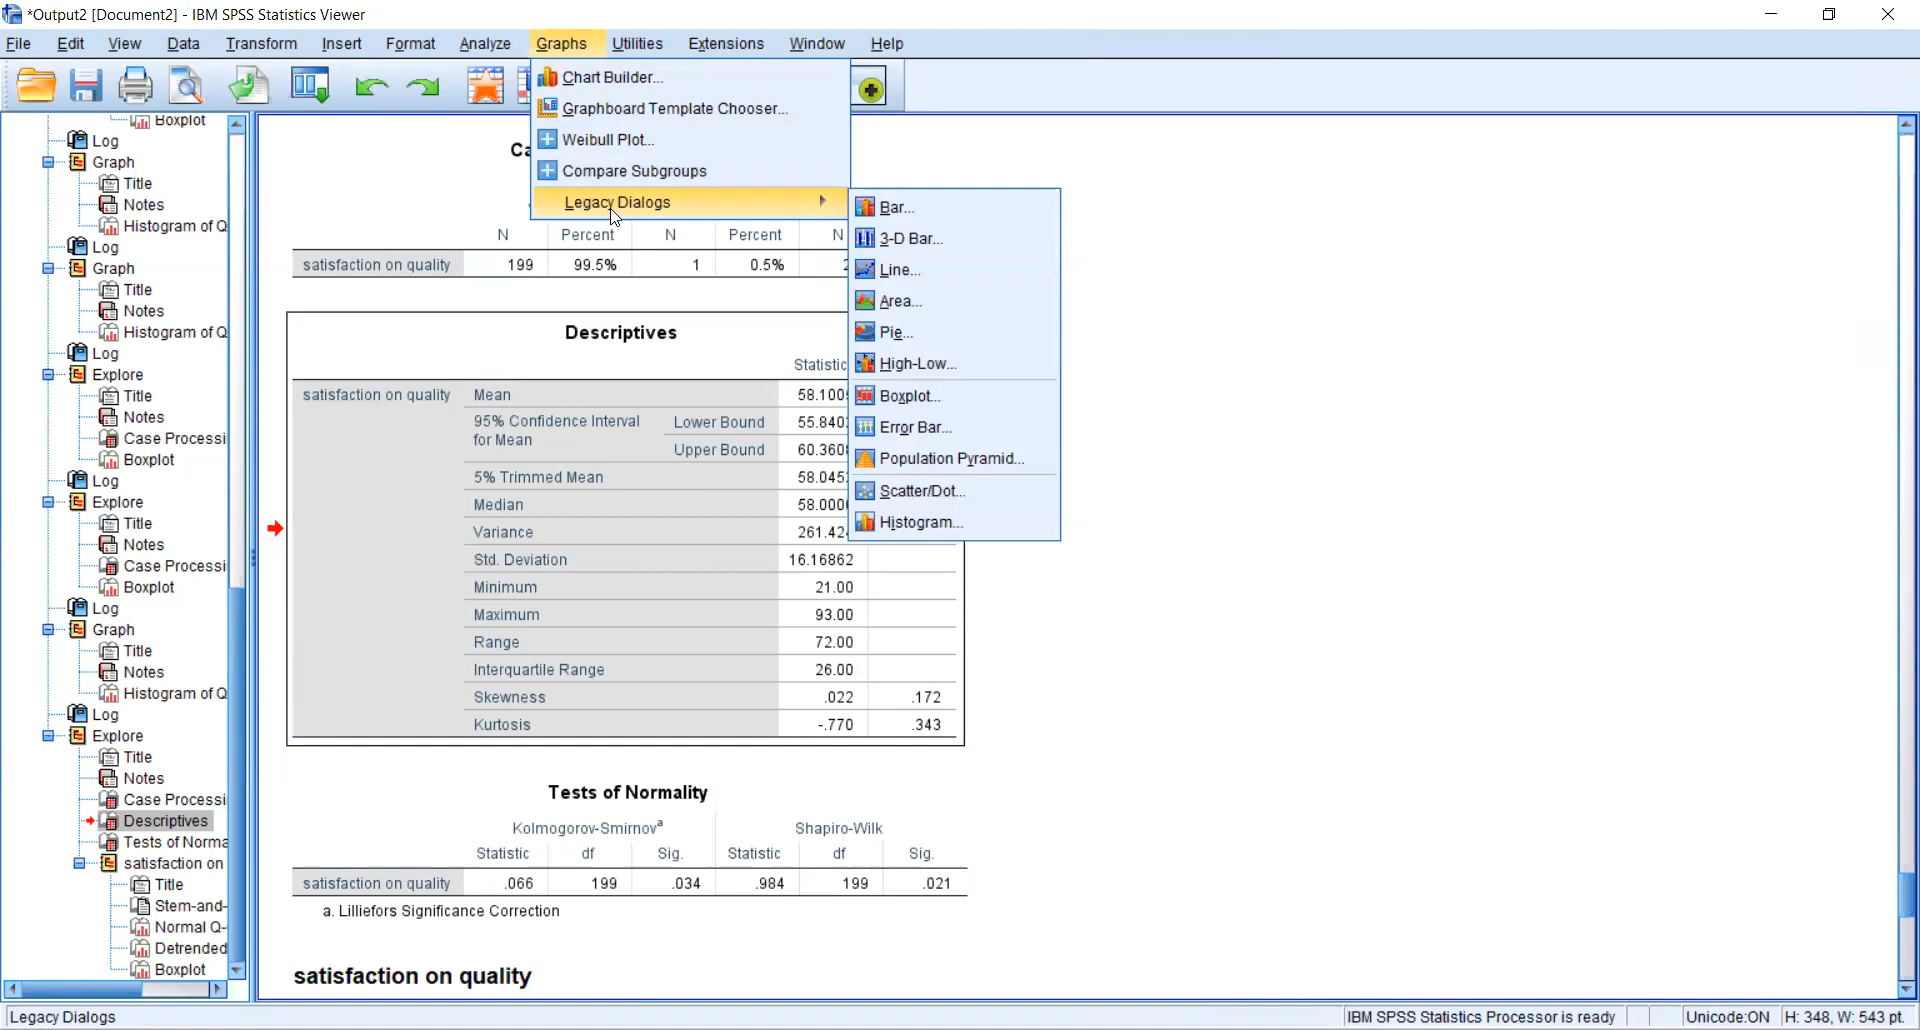 *Output2 [Document2] - IBM SPSS Statistics Viewer
File Edit View Data Transform Insert Format Analyze Graphs Utilities Extensions Window Help
Chart Builder...
Graphboard Template Chooser...
Weibull Plot...
Compare Subgroups
Legacy Dialogs
Bar...
3-D Bar...
Line...
Area...
Pie...
High-Low...
Boxplot...
Error Bar...
Population Pyramid...
Scatter/Dot...
Histogram...
Boxplot
Log
Graph
Title
Notes
Histogram of Q
Log
Graph
Title
Notes
Histogram of Q
Log
Explore
Title
Notes
Case Processi
Boxplot
Log
Explore
Title
Notes
Case Processi
Boxplot
Log
Graph
Title
Notes
Histogram of Q
Log
Explore
Title
Notes
Case Processi
Descriptives
Tests of Norma
satisfaction on
Title
Stem-and-
Normal Q-
Detrended
Boxplot
Ca
N Percent N Percent N
satisfaction on quality 199 99.5% 1 0.5% 2
Descriptives
Statistic
satisfaction on quality Mean 58.100
95% Confidence Interval for Mean Lower Bound 55.840
Upper Bound 60.360
5% Trimmed Mean 58.045
Median 58.000
Variance 261.42
Std. Deviation 16.16862
Minimum 21.00
Maximum 93.00
Range 72.00
Interquartile Range 26.00
Skewness .022 .172
Kurtosis -.770 .343
Tests of Normality
Kolmogorov-Smirnovª Shapiro-Wilk
Statistic df Sig. Statistic df Sig.
satisfaction on quality .066 199 .034 .984 199 .021
a. Lilliefors Significance Correction
satisfaction on quality
Legacy Dialogs IBM SPSS Statistics Processor is ready Unicode:ON H: 348, W: 543 pt.